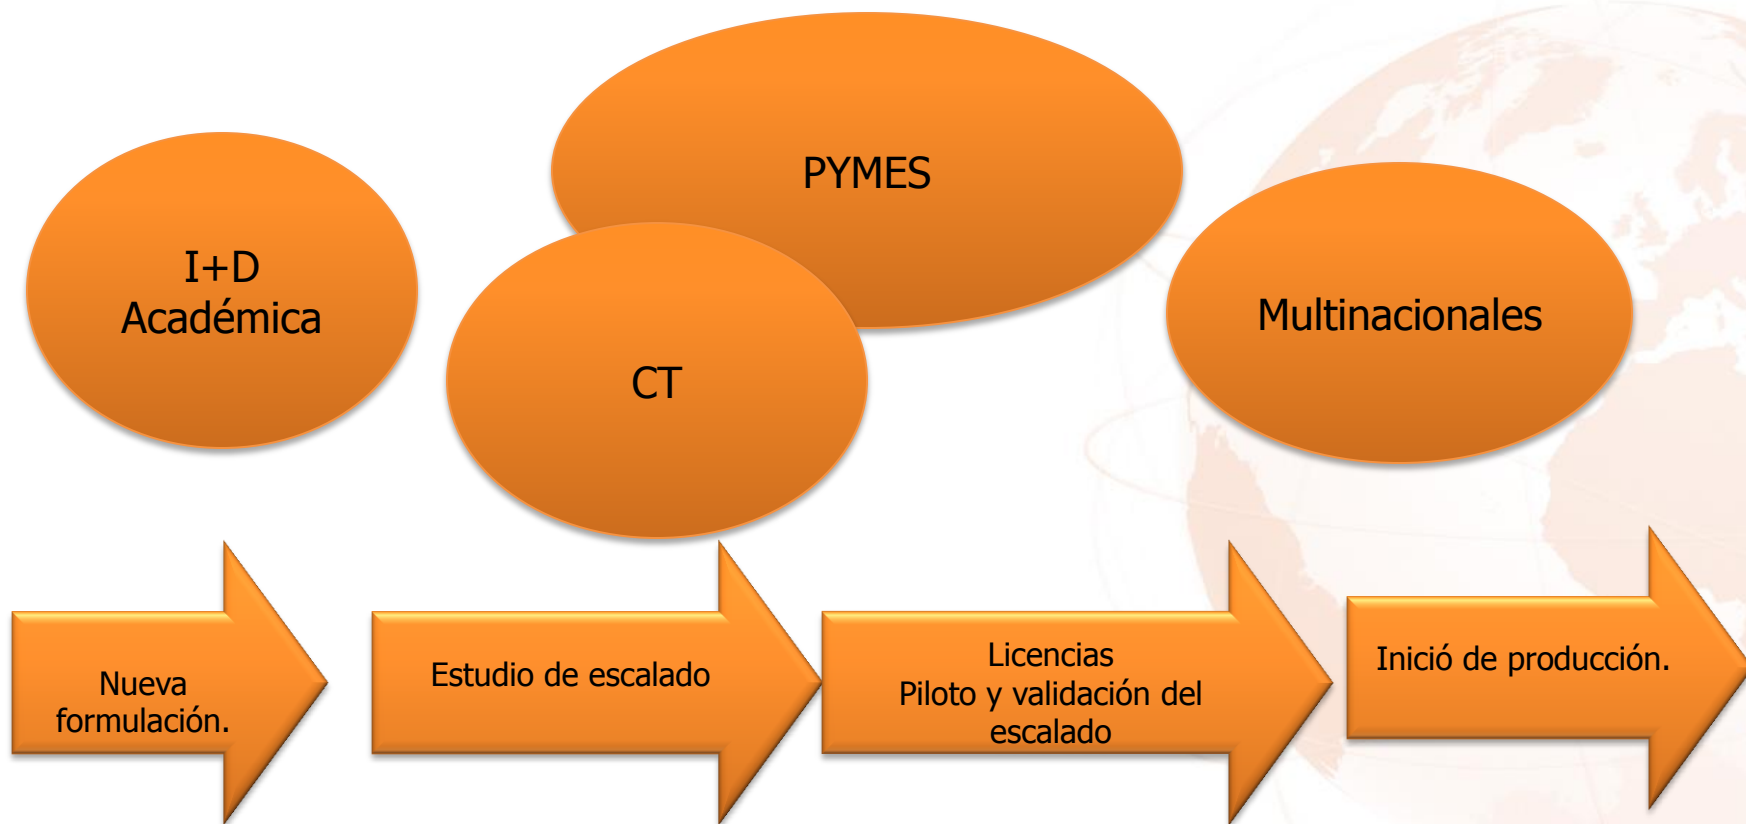 PYMES
I+D
Académica
Multinacionales
CT
Nueva
formulación.
Estudio de escalado
Licencias
Piloto y validación del
escalado
Inició de producción.